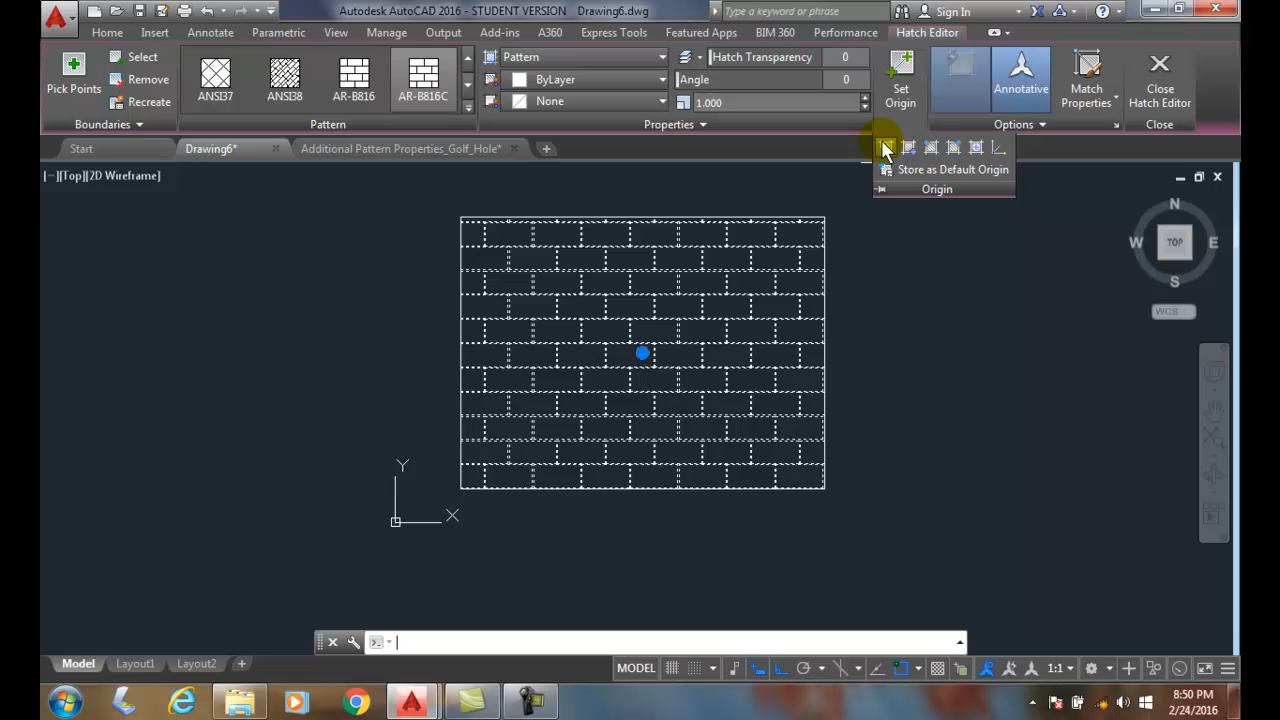 Autodesk AutoCAD 2016 - STUDENT VERSION Drawing6.dwg
Type a keyword or phrase
Sign In
Home Insert Annotate Parametric View Manage Output Add-ins A360 Express Tools Featured Apps BIM 360 Performance Hatch Editor
Pick Points
Select
Remove
Recreate
Boundaries
ANSI37 ANSI38 AR-B816 AR-B816C
Pattern
Pattern
ByLayer
None
Hatch Transparency 0
Angle 0
1.000
Properties
Set
Origin
Annotative
Match
Properties
Options
Close
Close Hatch Editor
Close
Store as Default Origin
Origin
Start Drawing6* Additional Pattern Properties_Golf_Hole*
[−][Top][2D Wireframe]
N
W TOP E
S
WCS
Y
X
Model Layout1 Layout2
MODEL 1:1
8:50 PM
2/24/2016